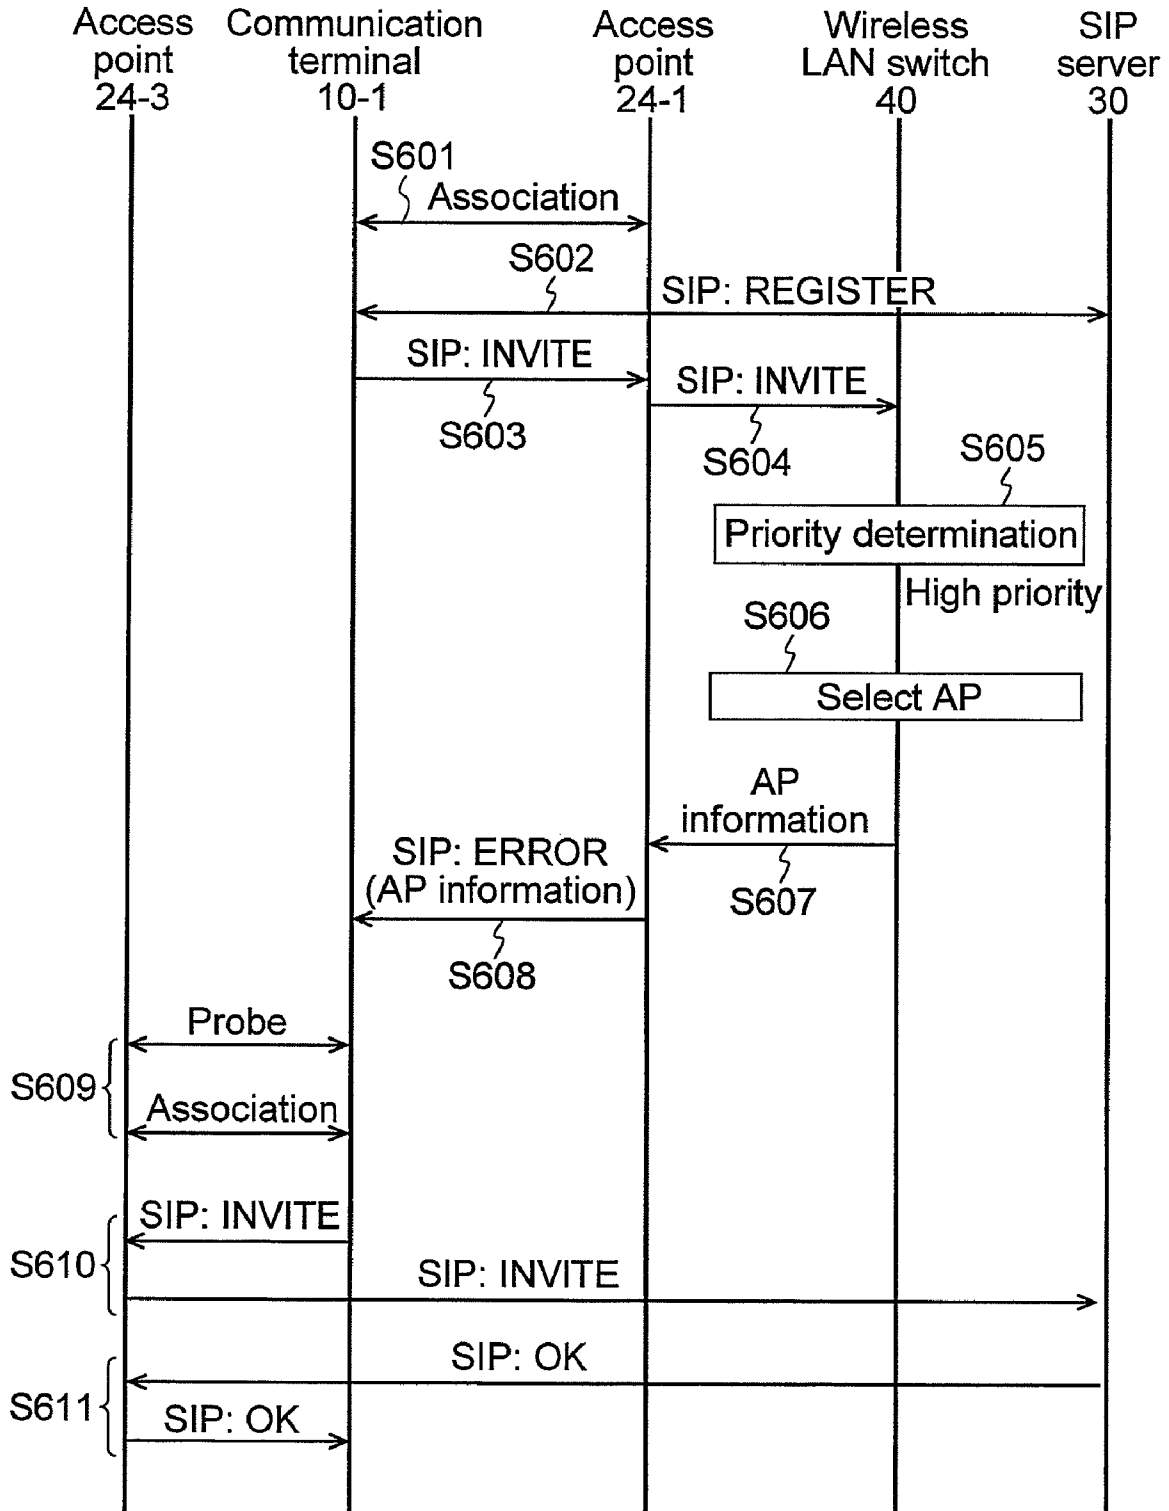 Access
point
24-3
Communication
terminal
10-1
Access
point
24-1
Wireless
LAN switch
40
SIP
server
30
S601
Association
S602
SIP: REGISTER
SIP: INVITE
S603
SIP: INVITE
S604
S605
Priority determination
High priority
S606
Select AP
AP
information
S607
SIP: ERROR
(AP information)
S608
Probe
S609
Association
SIP: INVITE
S610
SIP: INVITE
SIP: OK
S611
SIP: OK